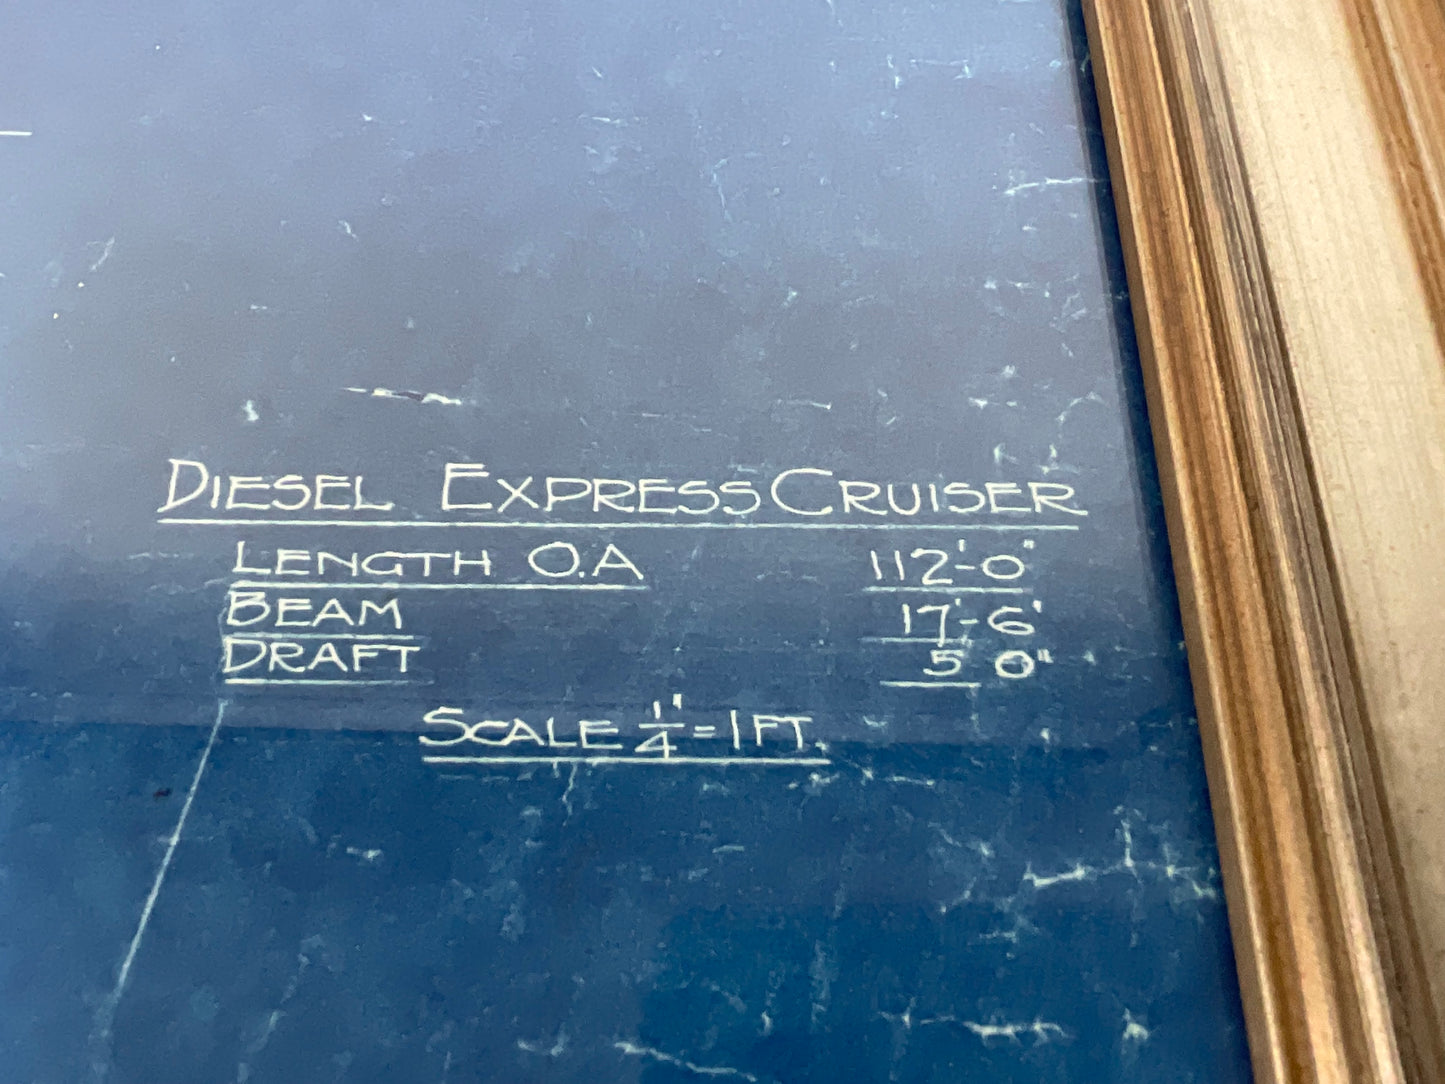 DIESEL EXPRESS CRUISER
LENGTH O.A 112'-0"
BEAM 17'-6'
DRAFT 5 0"
SCALE 1/4" = 1 FT.